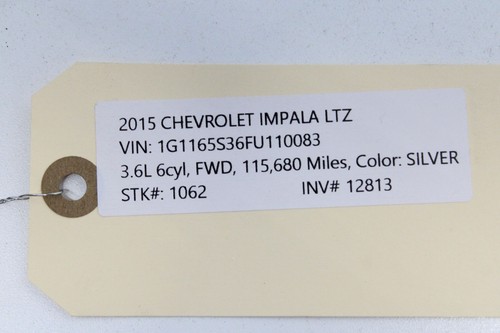 2015 CHEVROLET IMPALA LTZ
VIN: 1G1165S36FU110083
3.6L 6cyl, FWD, 115,680 Miles, Color: SILVER
STK#: 1062 INV# 12813